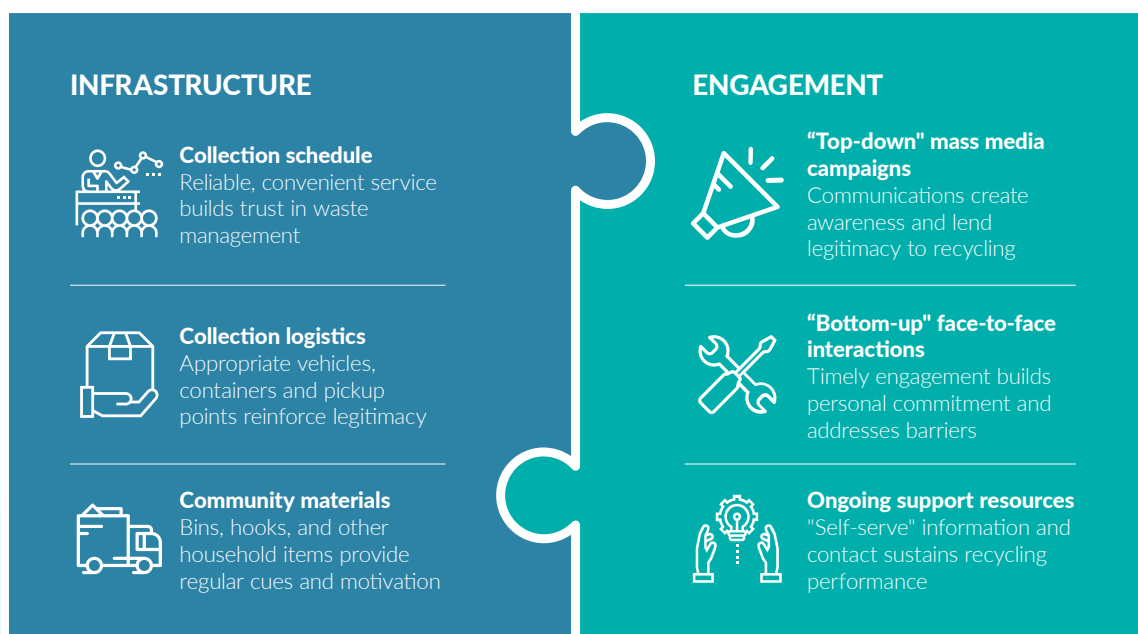 INFRASTRUCTURE
Collection schedule
Reliable, convenient service
builds trust in waste
management
Collection logistics
Appropriate vehicles,
containers and pickup
points reinforce legitimacy
Community materials
Bins, hooks, and other
household items provide
regular cues and motivation
ENGAGEMENT
“Top-down" mass media
campaigns
Communications create
awareness and lend
legitimacy to recycling
“Bottom-up" face-to-face
interactions
Timely engagement builds
personal commitment and
addresses barriers
Ongoing support resources
"Self-serve" information and
contact sustains recycling
performance